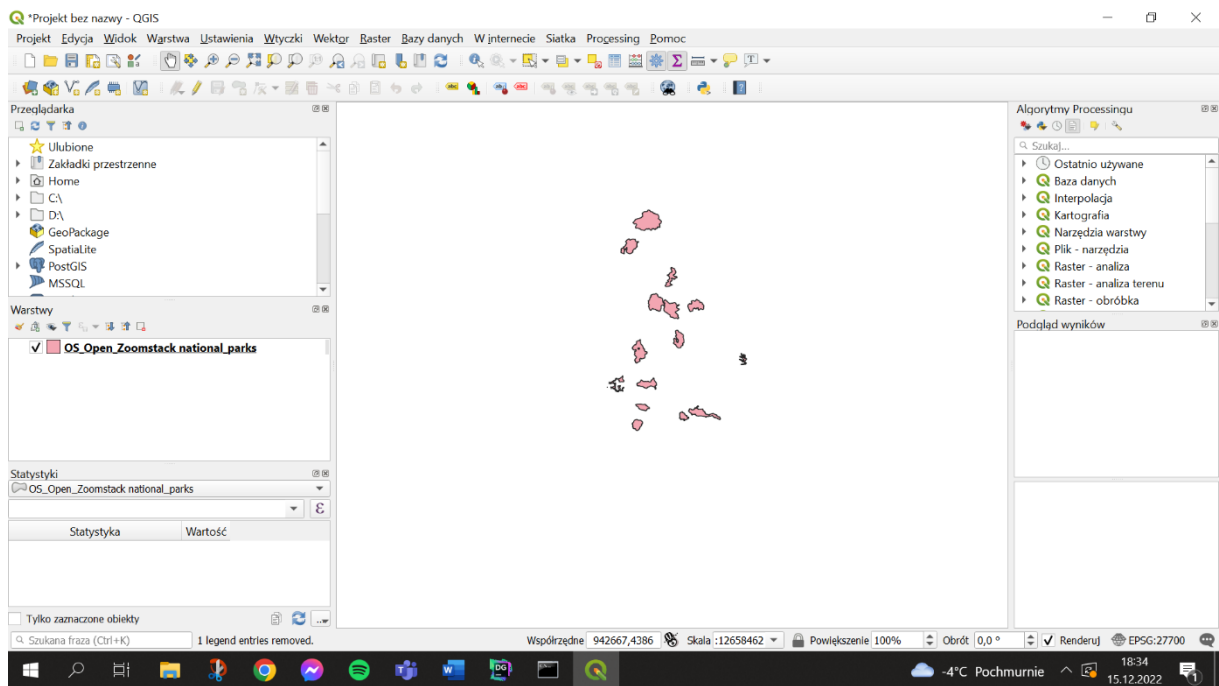 *Projekt bez nazwy - QGIS
Projekt Edycja Widok Warstwa Ustawienia Wtyczki Wektor Raster Bazy danych W internecie Siatka Processing Pomoc
Przeglądarka
Ulubione
Zakładki przestrzenne
Home
C:\
D:\
GeoPackage
SpatiaLite
PostGIS
MSSQL
Warstwy
OS_Open_Zoomstack national_parks
Statystyki
OS_Open_Zoomstack national_parks
ε
Statystyka Wartość
Tylko zaznaczone obiekty
Algorytmy Processingu
Szukaj...
Ostatnio używane
Baza danych
Interpolacja
Kartografia
Narzędzia warstwy
Plik - narzędzia
Raster - analiza
Raster - analiza terenu
Raster - obróbka
Podgląd wyników
Szukana fraza (Ctrl+K) 1 legend entries removed. Współrzędne 942667,4386 Skala :12658462 Powiększenie 100% Obrót 0,0 ° Renderuj EPSG:27700
-4°C Pochmurnie 18:34
15.12.2022